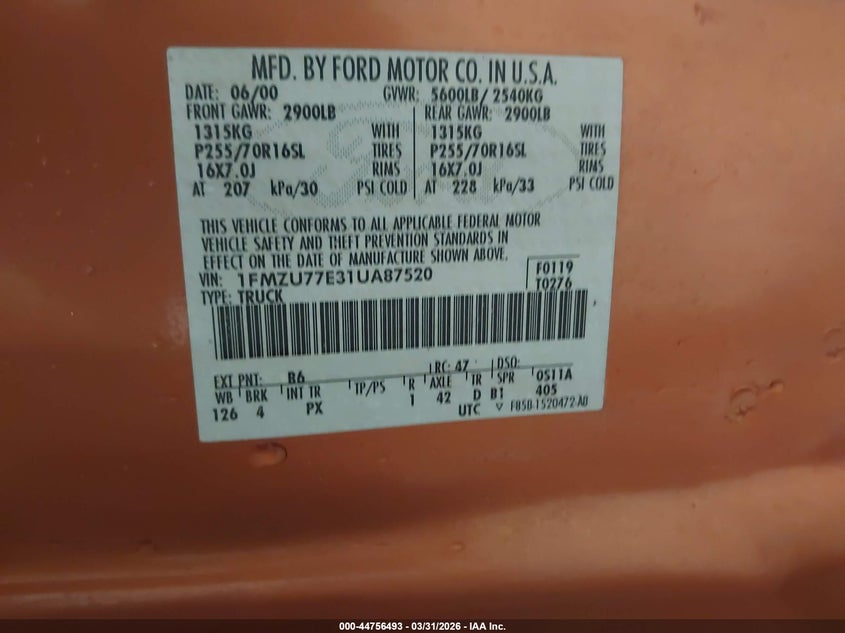 MFD. BY FORD MOTOR CO. IN U.S.A.
DATE: 06/00 GVWR: 5600LB/ 2540KG
FRONT GAWR: 2900LB REAR GAWR: 2900LB
1315KG WITH 1315KG WITH
P255/70R16SL TIRES P255/70R16SL TIRES
16X7.0J RIMS 16X7.0J RIMS
AT 207 kPa/30 PSI COLD AT 228 kPa/33 PSI COLD
THIS VEHICLE CONFORMS TO ALL APPLICABLE FEDERAL MOTOR
VEHICLE SAFETY AND THEFT PREVENTION STANDARDS IN
EFFECT ON THE DATE OF MANUFACTURE SHOWN ABOVE.
VIN: 1FMZU77E31UA87520 F0119
TYPE: TRUCK T0276
EXT PNT: B6 RC: 47 DSO:
WB BRK INT TR TP/PS R AXLE TR SPR 0511A
126 4 PX 1 42 D B1 405
UTC F85B-1520472-AD
000-44756493 - 03/31/2026 - IAA Inc.